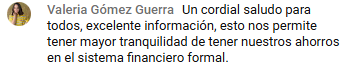 Valeria Gómez Guerra Un cordial saludo para
todos, excelente información, esto nos permite
tener mayor tranquilidad de tener nuestros ahorros
en el sistema financiero formal.